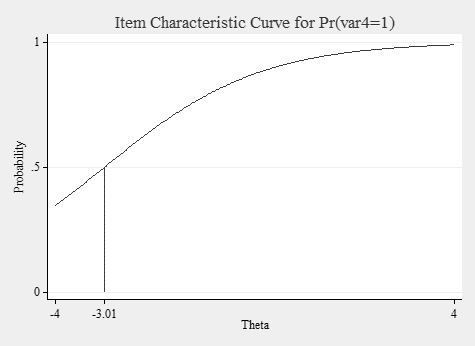 Item Characteristic Curve for Pr(var4=1)
1
.5
0
Probability
-4
-3.01
4
Theta